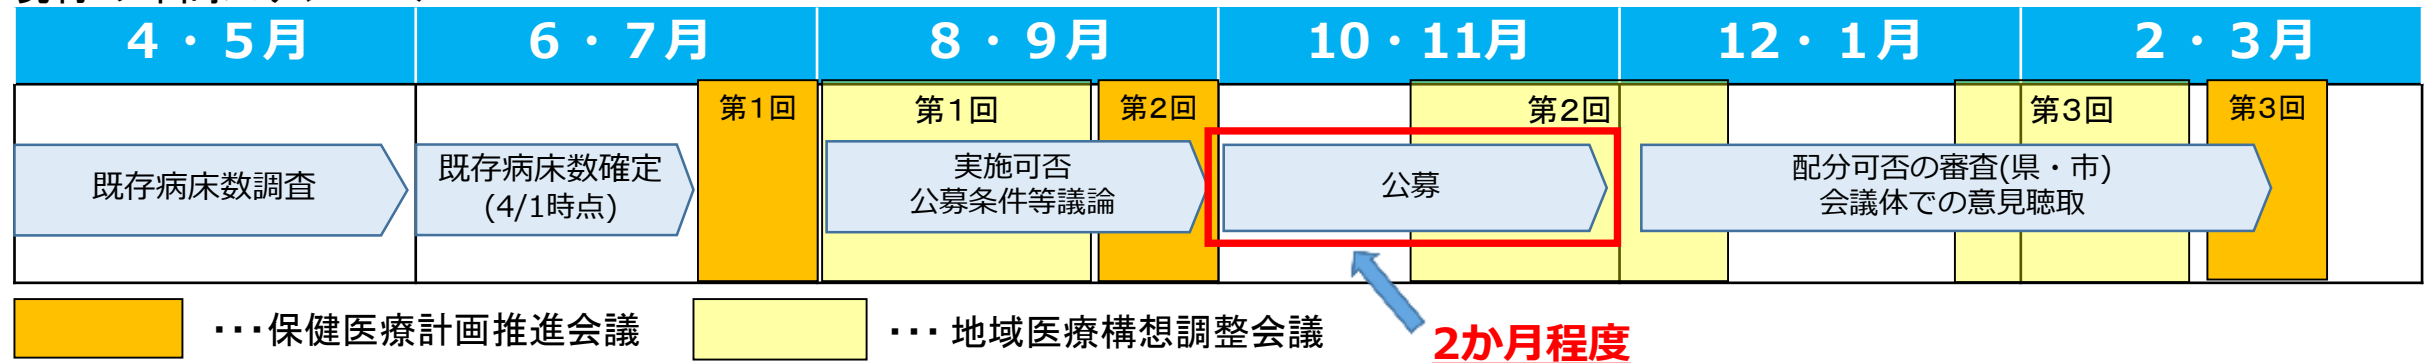 ４・５月
６・７月
８・９月
10・11月
12・１月
２・３月
第１回
第１回
第２回
第２回
第３回
第３回
既存病床数調査
既存病床数確定
(4/1時点)
実施可否
公募条件等議論
公募
配分可否の審査(県・市)
会議体での意見聴取
･･･保健医療計画推進会議
･･･ 地域医療構想調整会議
2か月程度